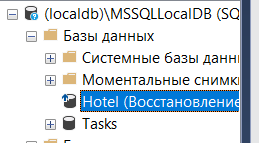 (localdb)\MSSQLLocalDB (SQ
Базы данных
Системные базы данн
Моментальные снимк
Hotel (Восстановление
Tasks